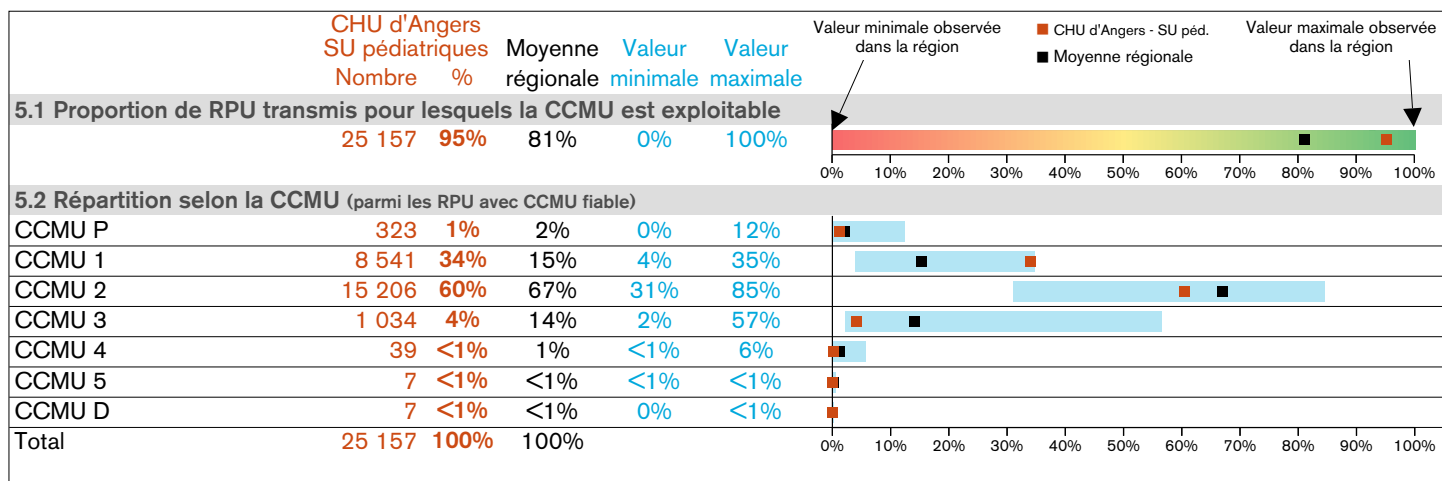 CHU d'Angers
SU pédiatriques Moyenne Valeur Valeur
Nombre % régionale minimale maximale
Valeur minimale observée
dans la région
CHU d'Angers - SU péd.
Moyenne régionale
Valeur maximale observée
dans la région
5.1 Proportion de RPU transmis pour lesquels la CCMU est exploitable
25 157 95% 81% 0% 100%
0% 10% 20% 30% 40% 50% 60% 70% 80% 90% 100%
5.2 Répartition selon la CCMU (parmi les RPU avec CCMU fiable)
CCMU P 323 1% 2% 0% 12%
CCMU 1 8 541 34% 15% 4% 35%
CCMU 2 15 206 60% 67% 31% 85%
CCMU 3 1 034 4% 14% 2% 57%
CCMU 4 39 <1% 1% <1% 6%
CCMU 5 7 <1% <1% <1% <1%
CCMU D 7 <1% <1% 0% <1%
Total 25 157 100% 100%
0% 10% 20% 30% 40% 50% 60% 70% 80% 90% 100%